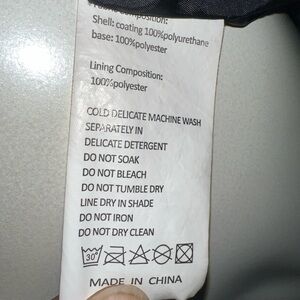 Composition:
Shell: coating 100%polyurethane
base: 100%polyester
Lining Composition:
100%polyester
COLD DELICATE MACHINE WASH
SEPARATELY IN
DELICATE DETERGENT
DO NOT SOAK
DO NOT BLEACH
DO NOT TUMBLE DRY
LINE DRY IN SHADE
DO NOT IRON
DO NOT DRY CLEAN
30
MADE IN CHINA